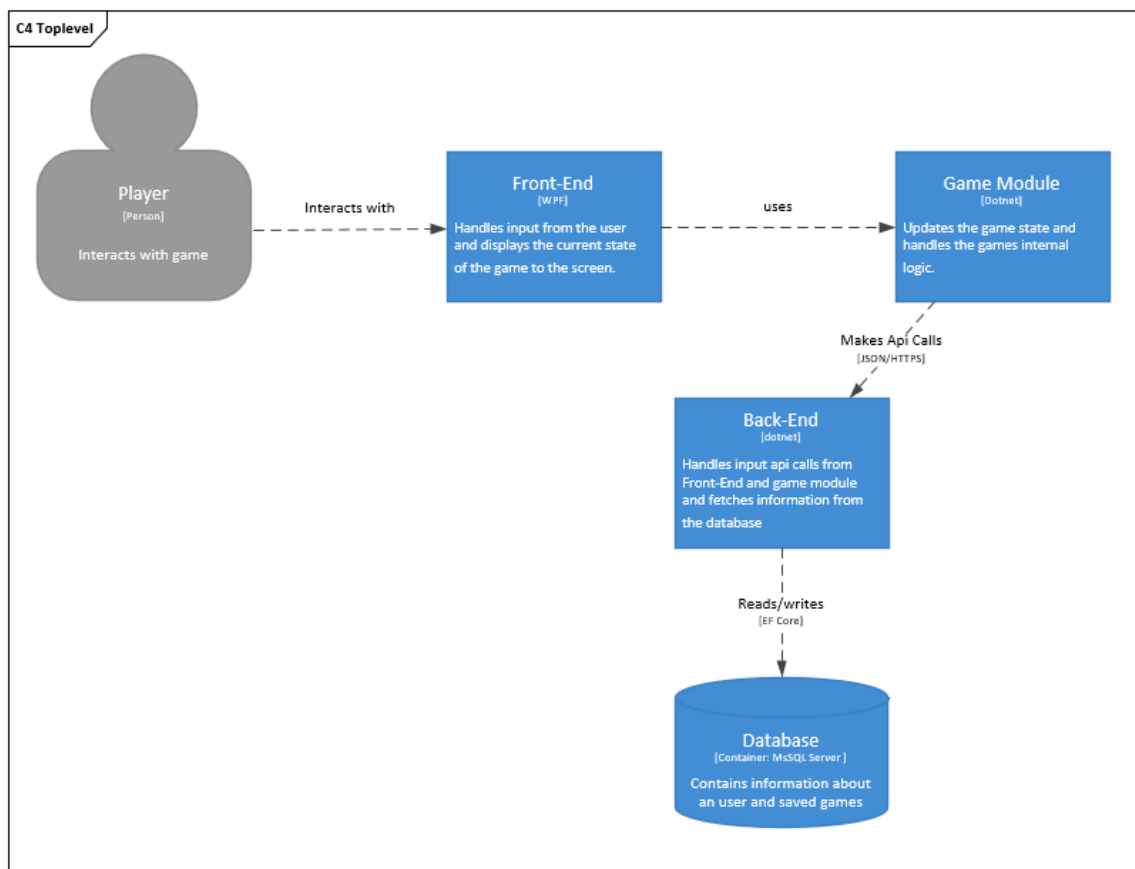 C4 Toplevel
Player
[Person]
Interacts with game
Interacts with
Front-End
[WPF]
Handles input from the user
and displays the current state
of the game to the screen.
uses
Game Module
[Dotnet]
Updates the game state and
handles the games internal
logic.
Makes Api Calls
[JSON/HTTPS]
Back-End
[dotnet]
Handles input api calls from
Front-End and game module
and fetches information from
the database
Reads/writes
[EF Core]
Database
[Container: MsSQL Server ]
Contains information about
an user and saved games